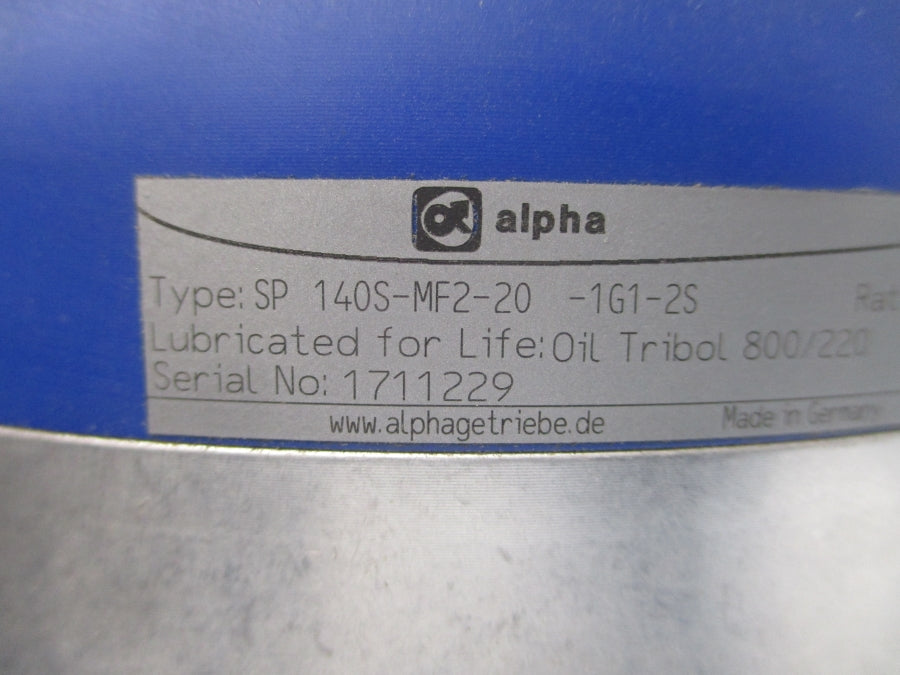 alpha
Type: SP 140S-MF2-20 -1G1-2S
Lubricated for Life: Oil Tribol 800/220
Serial No: 1711229
www.alphagetriebe.de Made in Germany